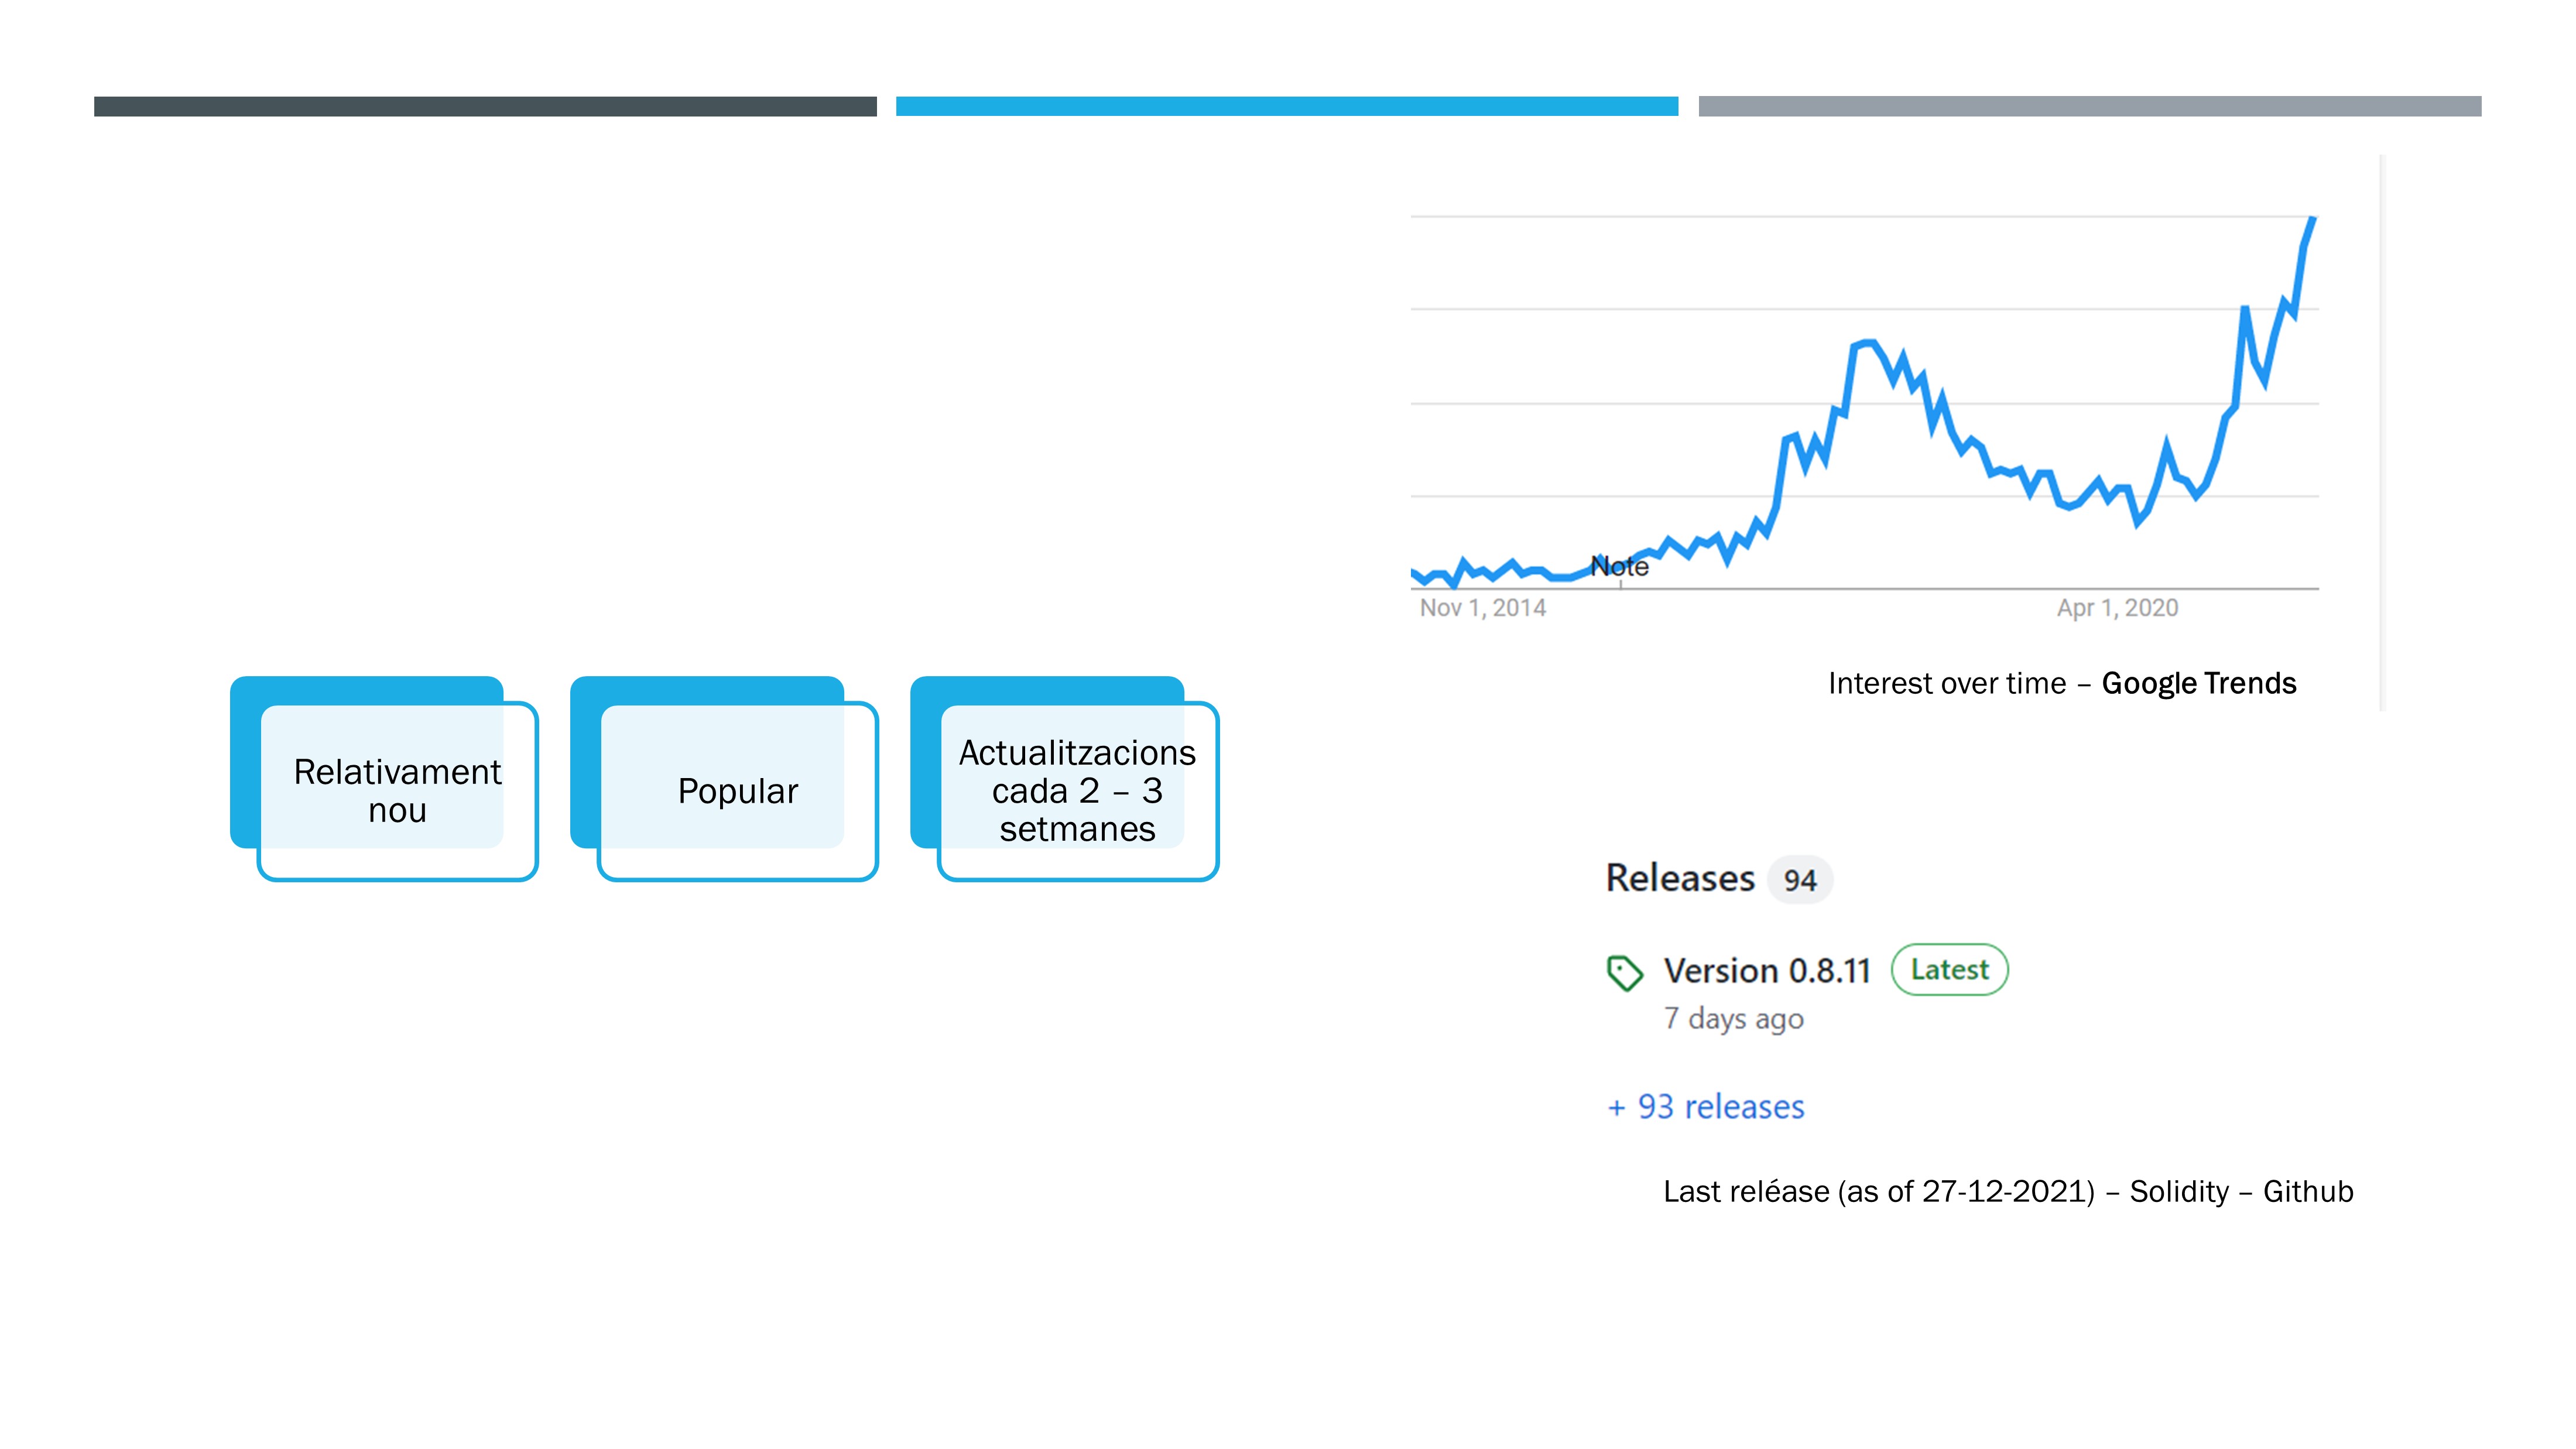 Relativament
nou
Popular
Actualitzacions
cada 2 – 3
setmanes
Note
Nov 1, 2014
Apr 1, 2020
Interest over time – Google Trends
Releases 94
Version 0.8.11 Latest
7 days ago
+ 93 releases
Last reléase (as of 27-12-2021) – Solidity – Github